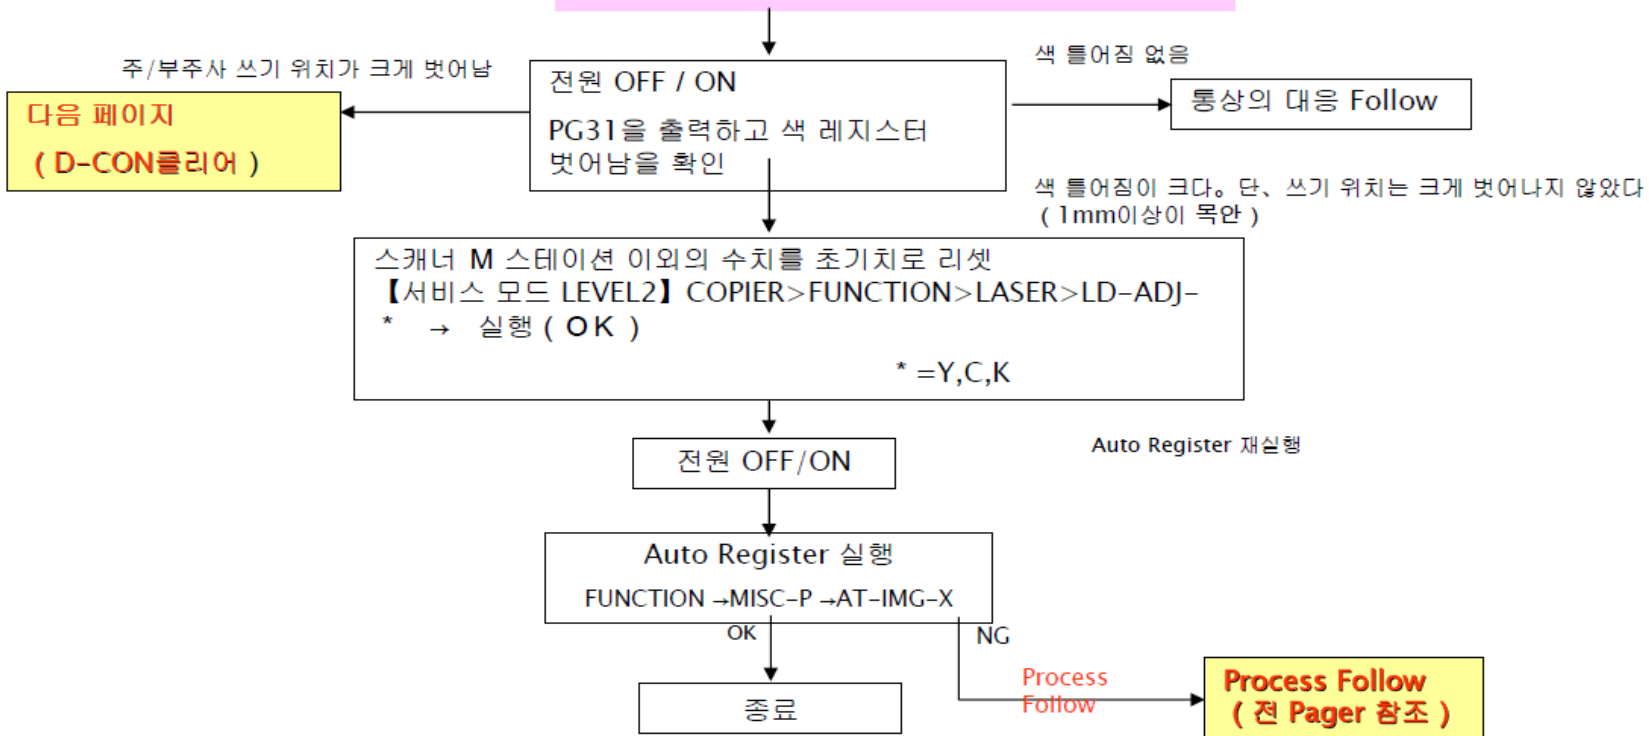 주/부주사 쓰기 위치가 크게 벗어남
색 틀어짐 없음
다음 페이지
( D-CON클리어 )
전원 OFF / ON
PG31을 출력하고 색 레지스터
벗어남을 확인
통상의 대응 Follow
색 틀어짐이 크다。단、쓰기 위치는 크게 벗어나지 않았다
( 1mm이상이 목안 )
스캐너 M 스테이션 이외의 수치를 초기치로 리셋
【서비스 모드 LEVEL2】COPIER>FUNCTION>LASER>LD-ADJ-
* → 실행 ( OK )
* =Y,C,K
전원 OFF/ON
Auto Register 재실행
Auto Register 실행
FUNCTION →MISC-P →AT-IMG-X
OK
NG
종료
Process
Follow
Process Follow
( 전 Pager 참조 )